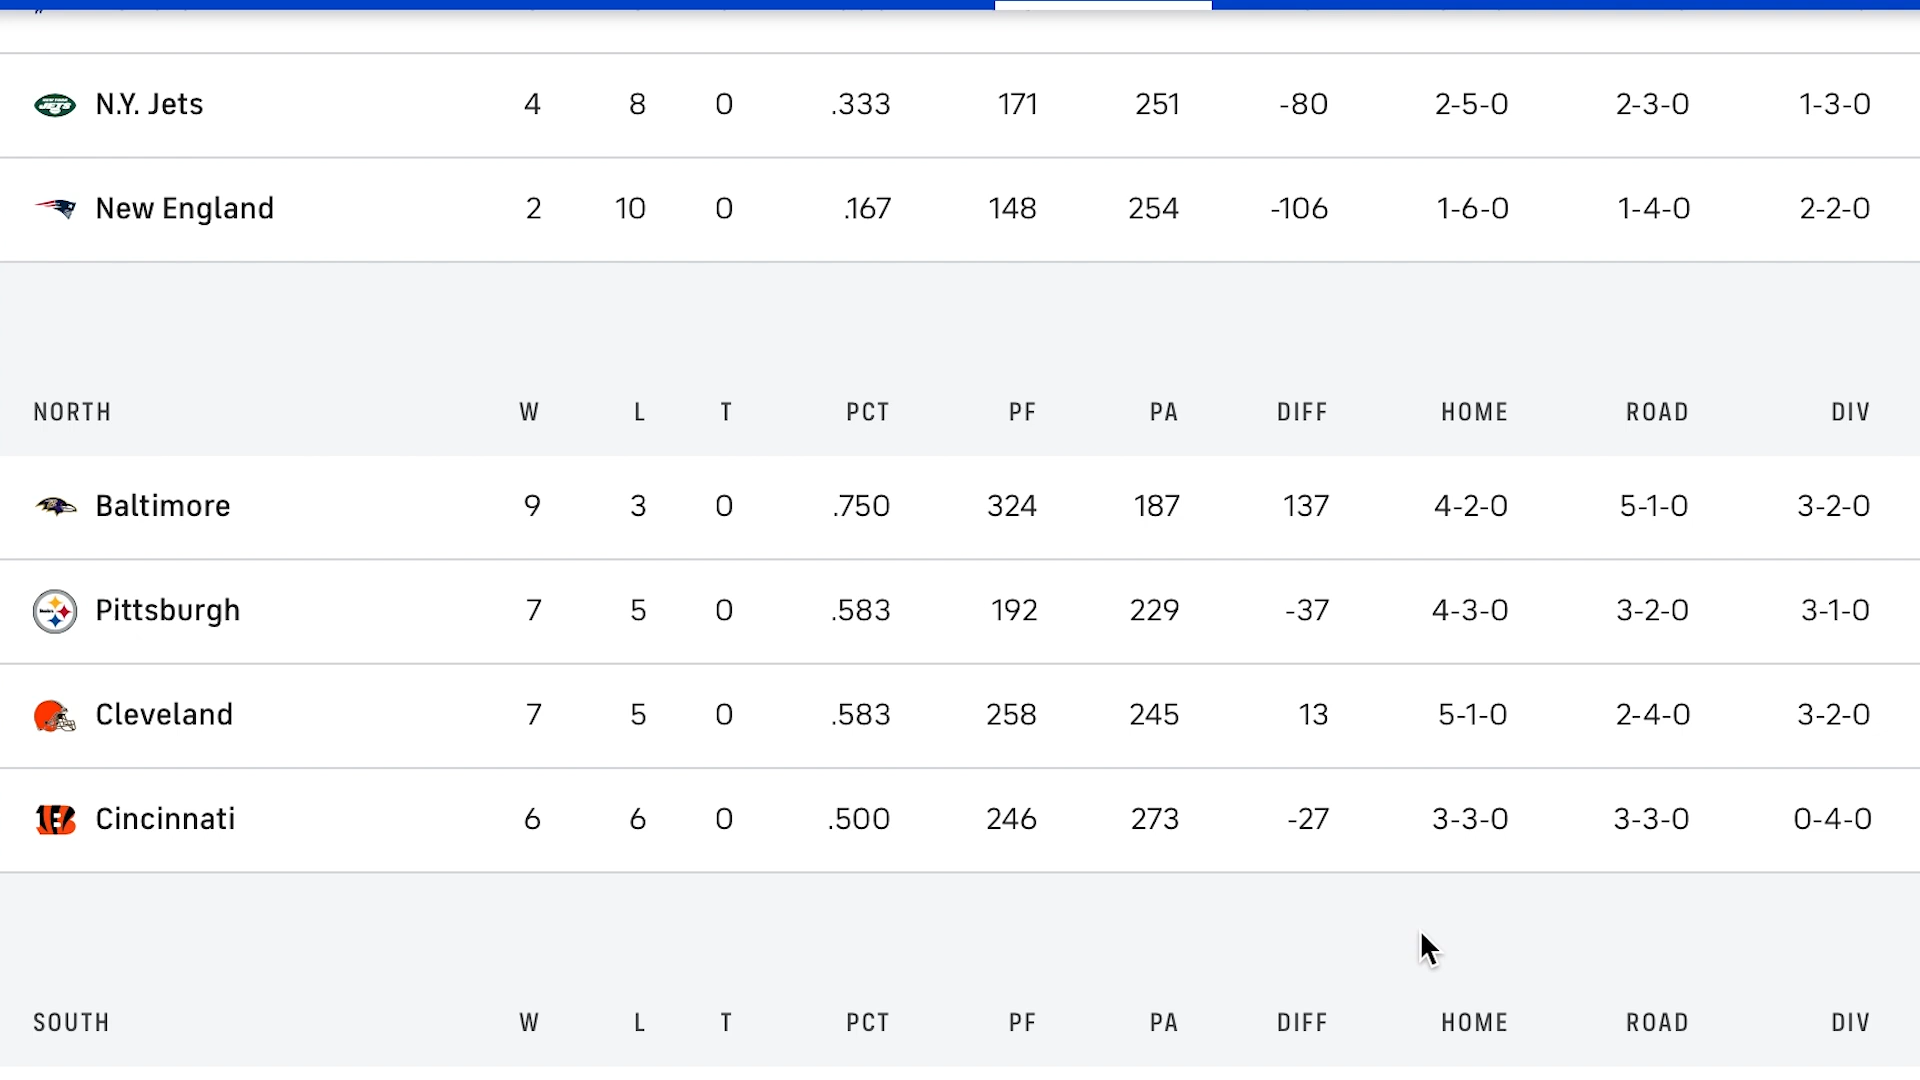 N.Y. Jets 4 8 0 .333 171 251 -80 2-5-0 2-3-0 1-3-0
New England 2 10 0 .167 148 254 -106 1-6-0 1-4-0 2-2-0
NORTH W L T PCT PF PA DIFF HOME ROAD DIV
Baltimore 9 3 0 .750 324 187 137 4-2-0 5-1-0 3-2-0
Pittsburgh 7 5 0 .583 192 229 -37 4-3-0 3-2-0 3-1-0
Cleveland 7 5 0 .583 258 245 13 5-1-0 2-4-0 3-2-0
Cincinnati 6 6 0 .500 246 273 -27 3-3-0 3-3-0 0-4-0
SOUTH W L T PCT PF PA DIFF HOME ROAD DIV